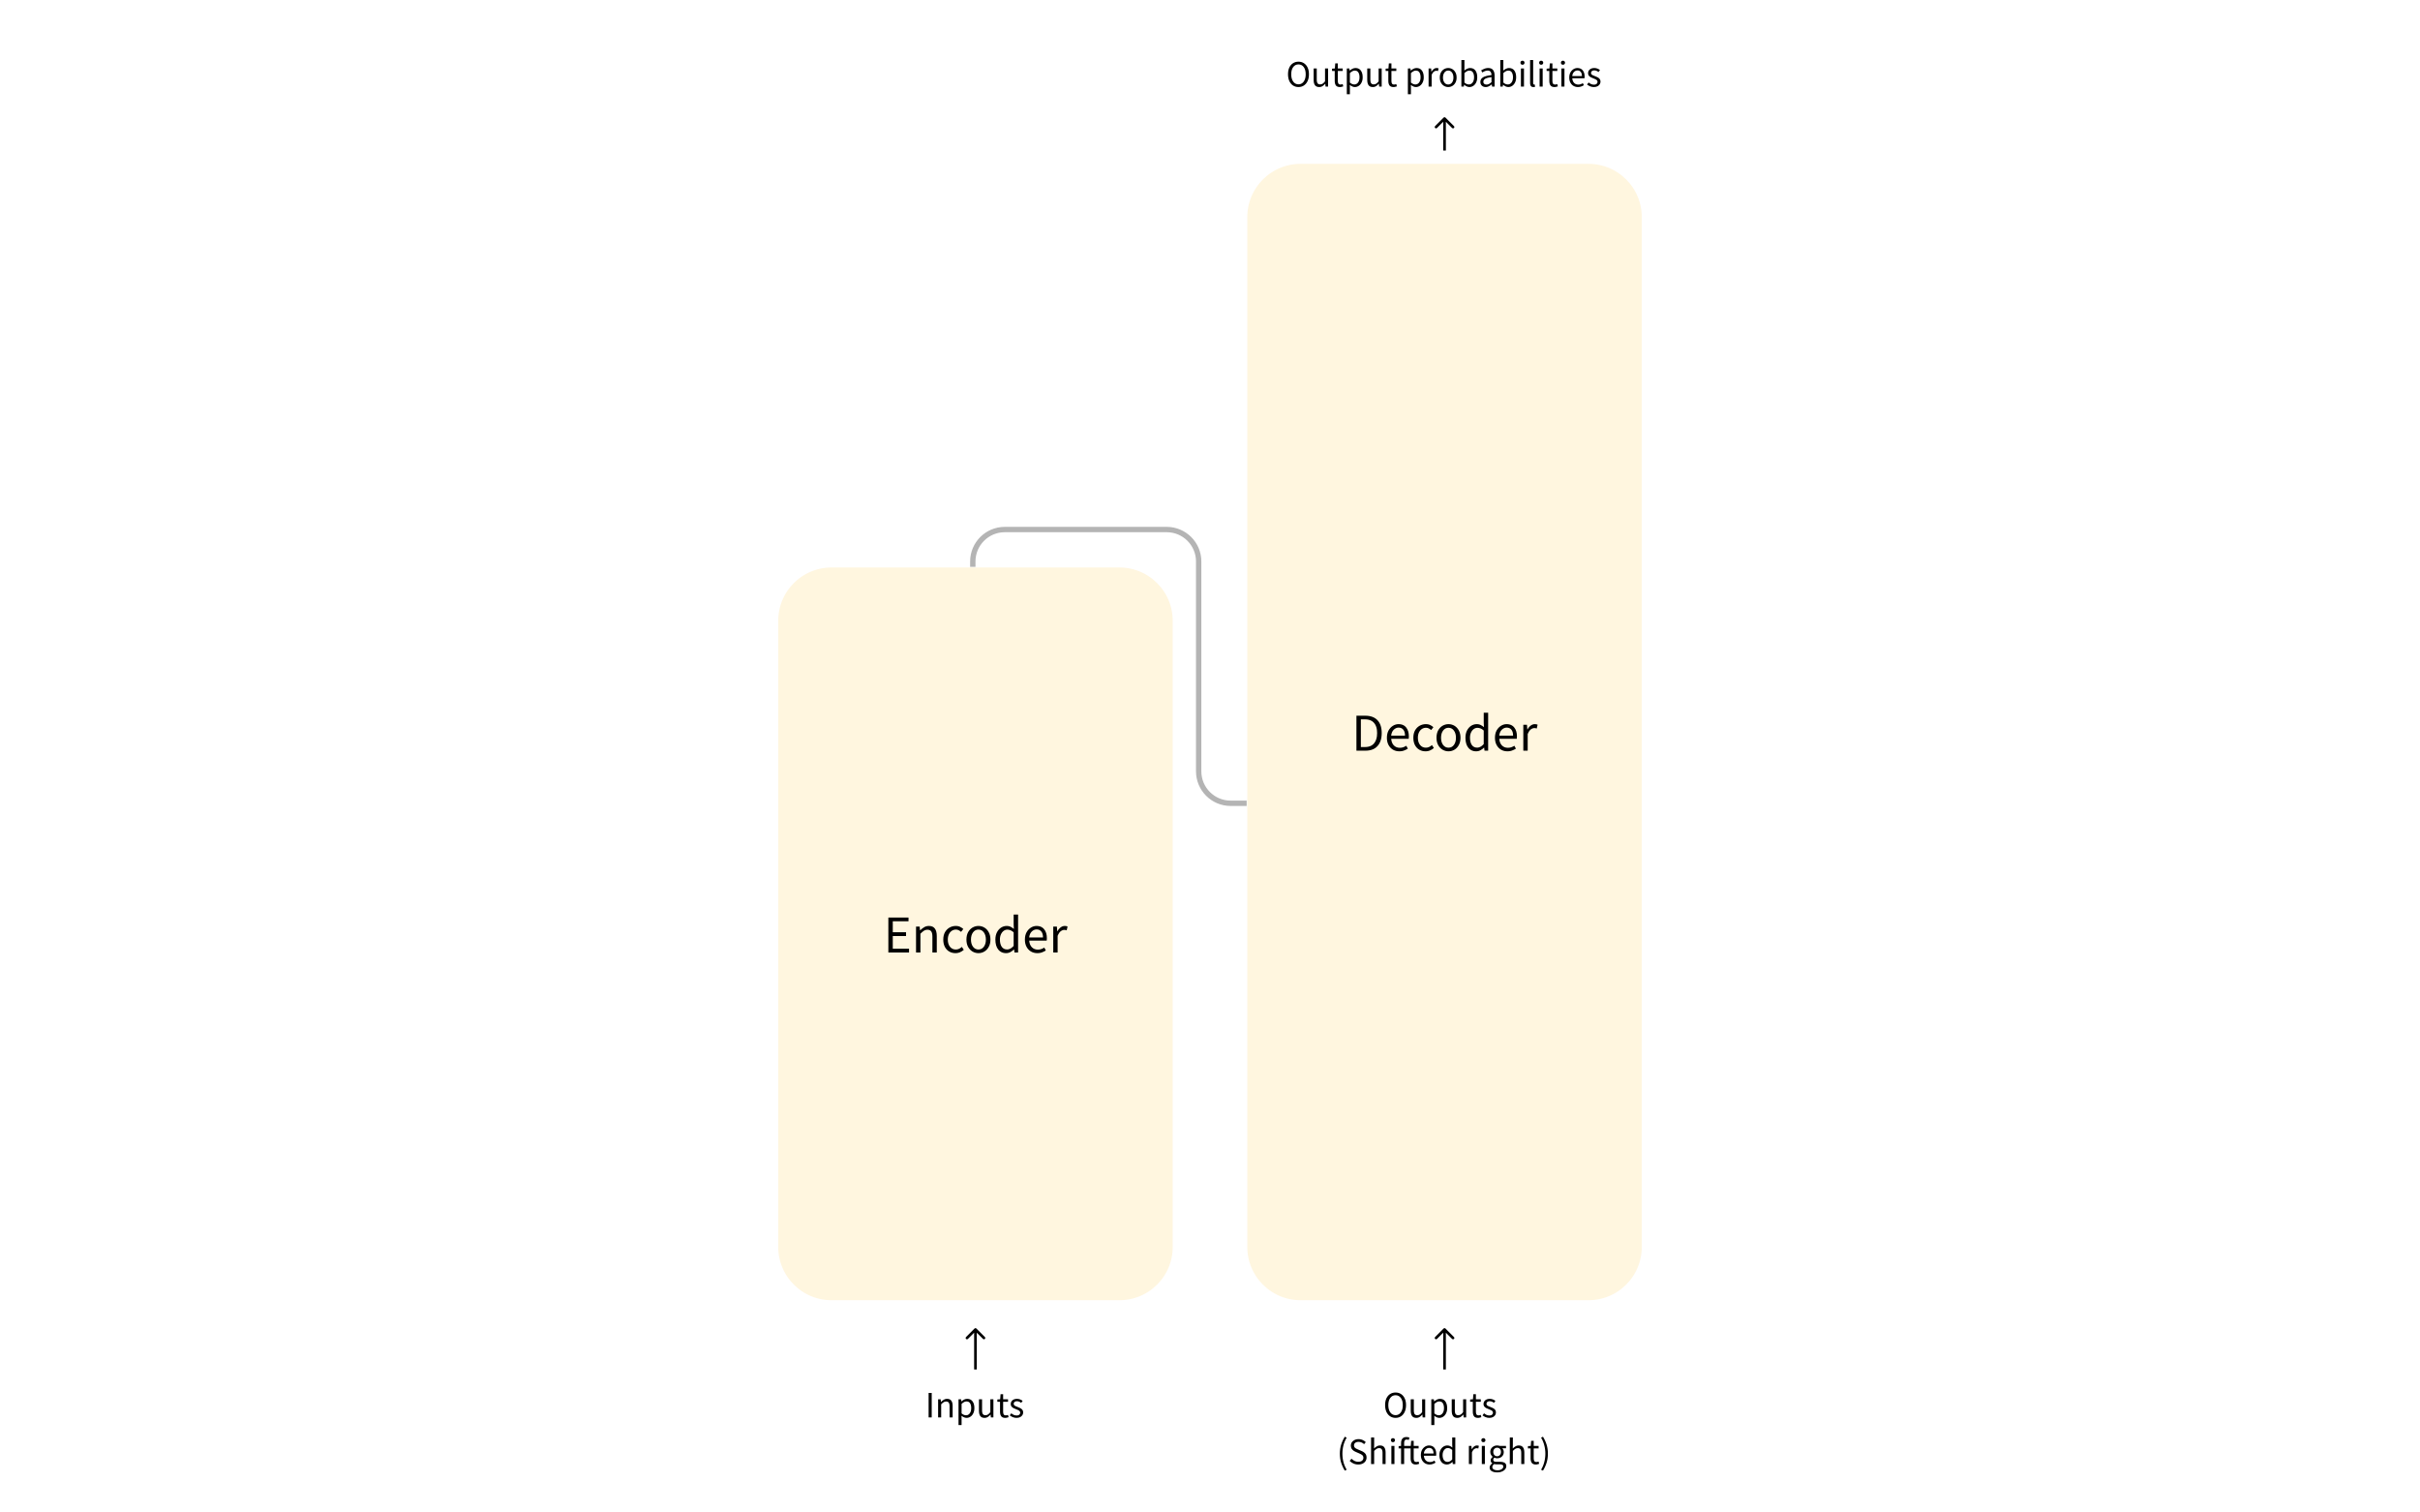 Output probabilities
Decoder
Encoder
Inputs
Ouputs
(Shifted right)